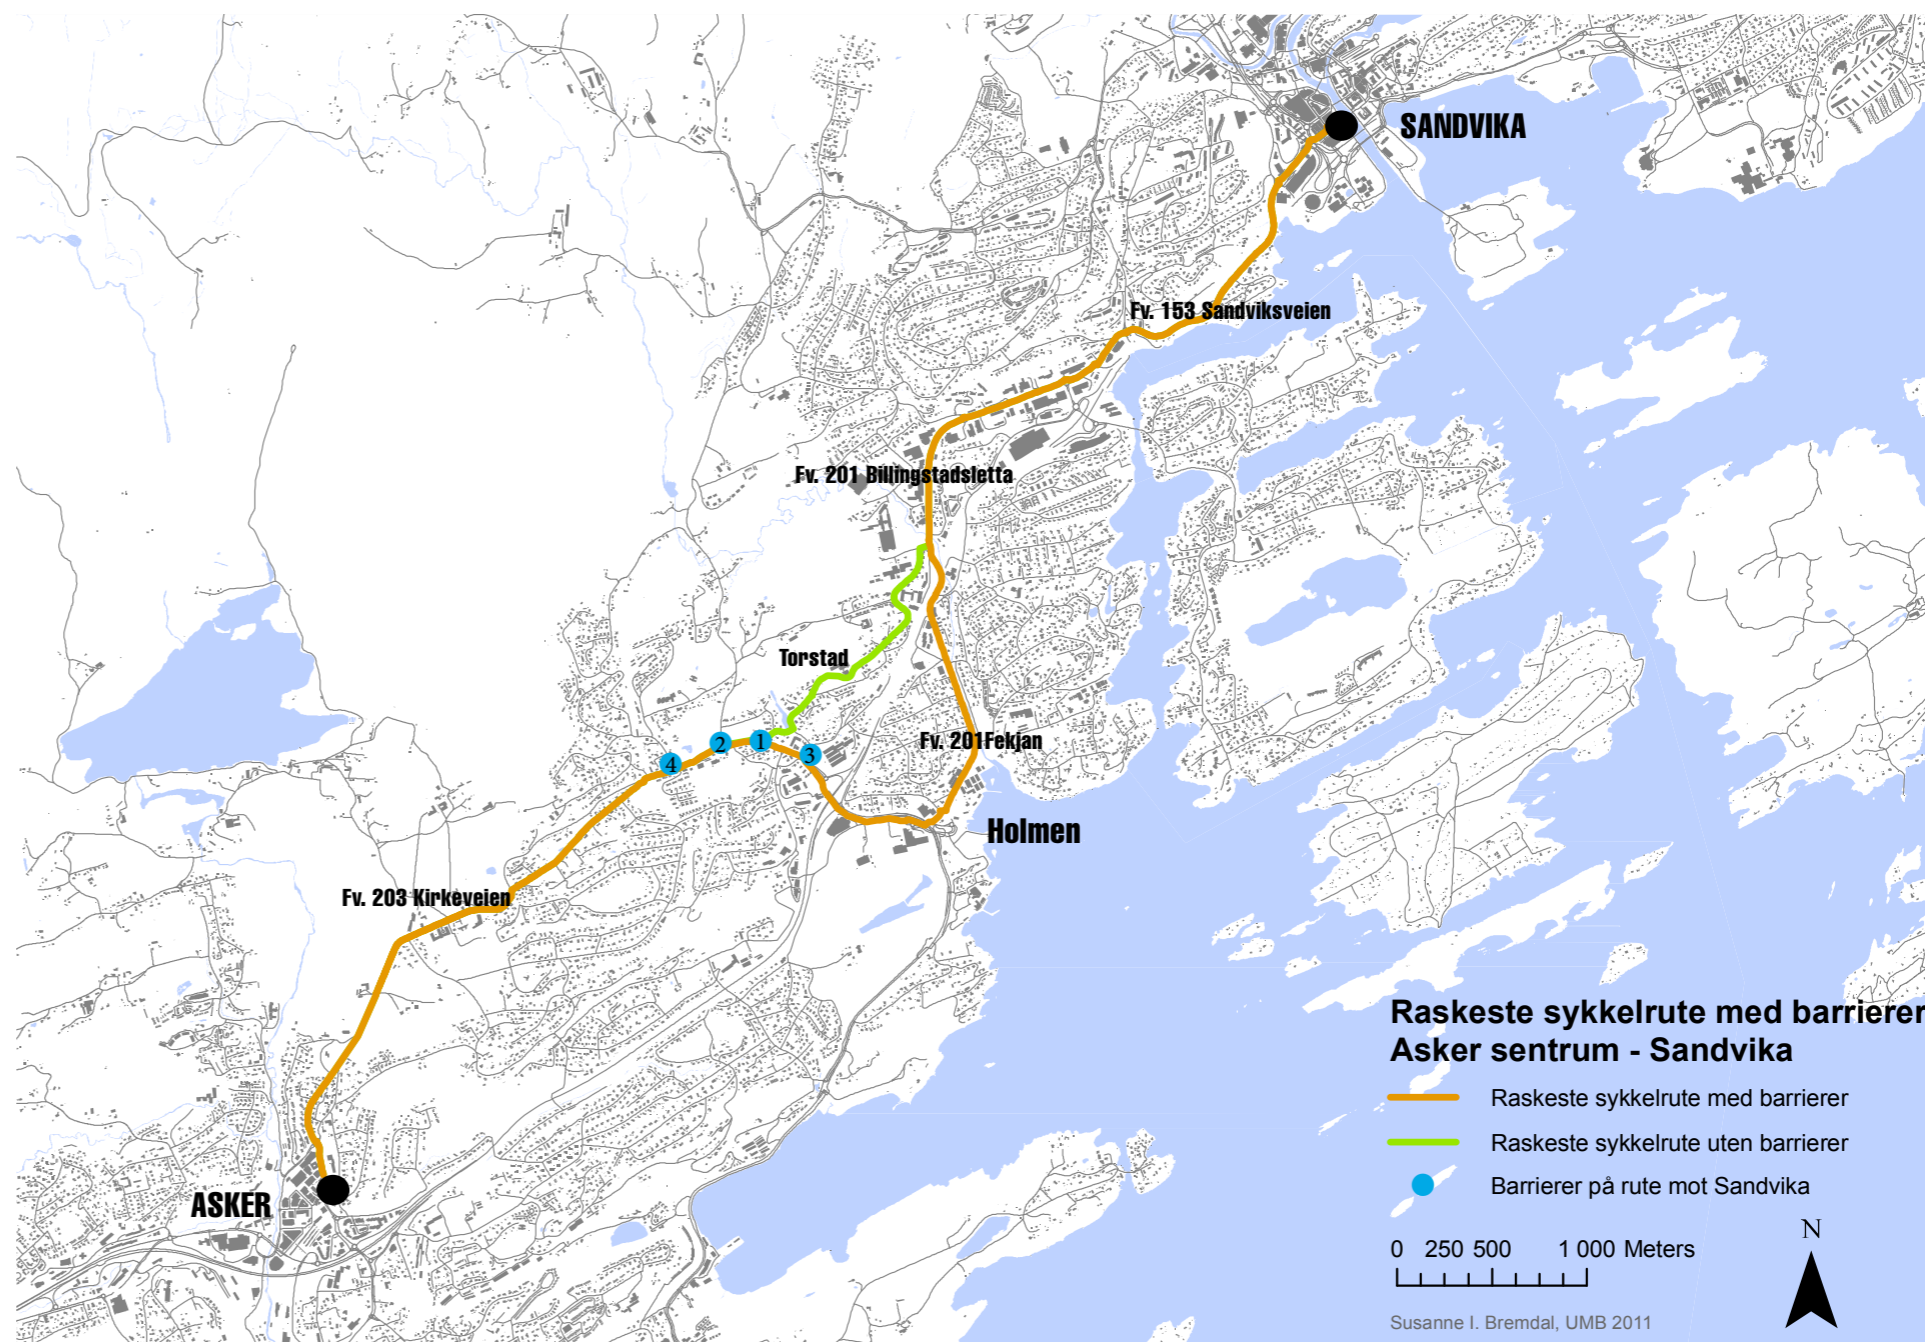 SANDVIKA
Fv. 153 Sandviksveien
Fv. 201 Billingstadsletta
Torstad
Fv. 201Fekjan
2
1
3
4
Holmen
Fv. 203 Kirkeveien
ASKER
Raskeste sykkelrute med barrierer
Asker sentrum - Sandvika
Raskeste sykkelrute med barrierer
Raskeste sykkelrute uten barrierer
Barrierer på rute mot Sandvika
N
0 250 500 1 000 Meters
Susanne I. Bremdal, UMB 2011